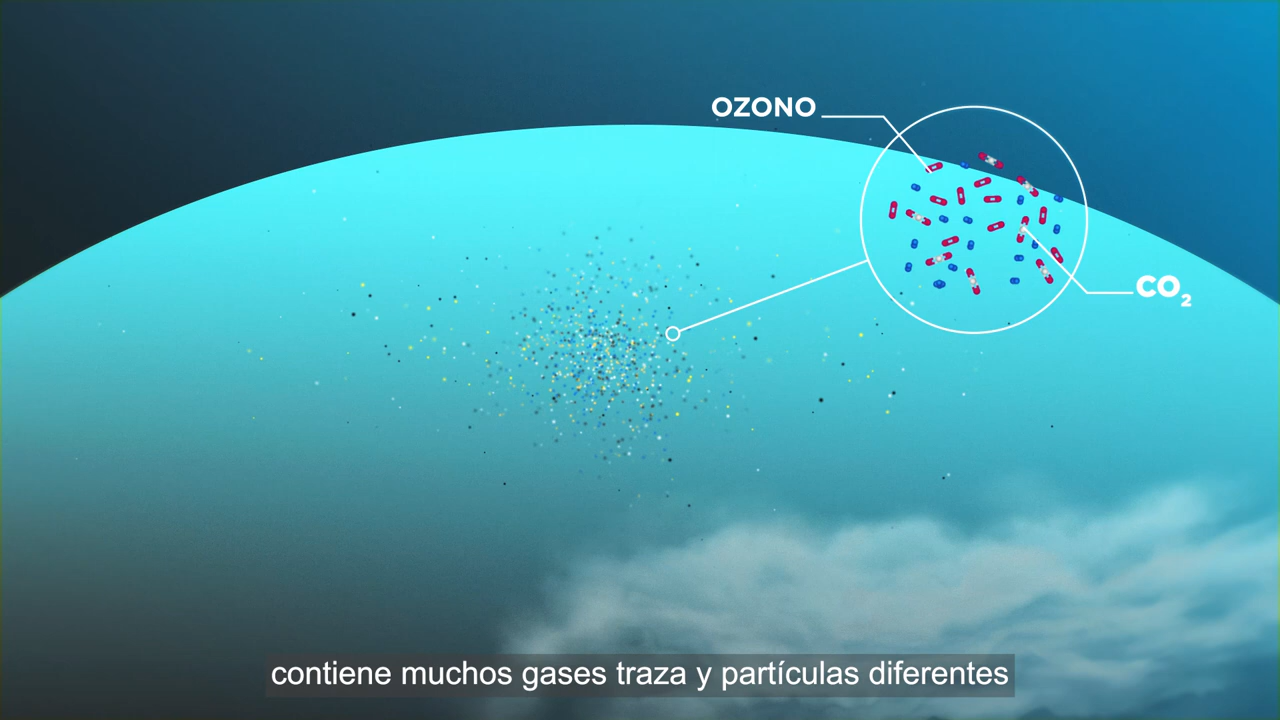 OZONO
CO₂
contiene muchos gases traza y partículas diferentes